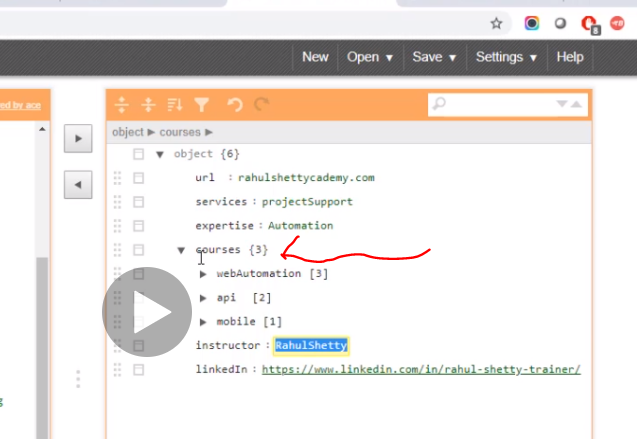 8
New Open ▾ Save ▾ Settings ▾ Help
ed by ace
object ▶ courses ▶
object {6}
url : rahulshettycademy.com
services : projectSupport
expertise : Automation
courses {3}
webAutomation [3]
api [2]
mobile [1]
instructor : RahulShetty
linkedIn : https://www.linkedin.com/in/rahul-shetty-trainer/